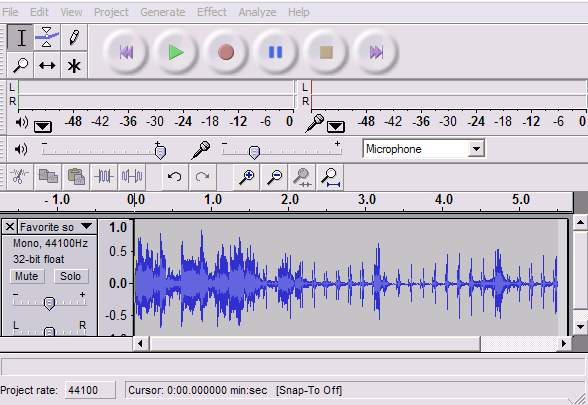 File Edit View Project Generate Effect Analyze Help
L
R
L
R
-48 -42 -36 -30 -24 -18 -12 -6 0 -48 -42 -36 -30 -24 -18 -12 -6 0
- + - + Microphone
- 1.0 0.0 1.0 2.0 3.0 4.0 5.0
X Favorite so
Mono, 44100Hz
32-bit float
Mute Solo
- +
L R
1.0
0.5
0.0
-0.5
-1.0
Project rate: 44100 Cursor: 0:00.000000 min:sec [Snap-To Off]